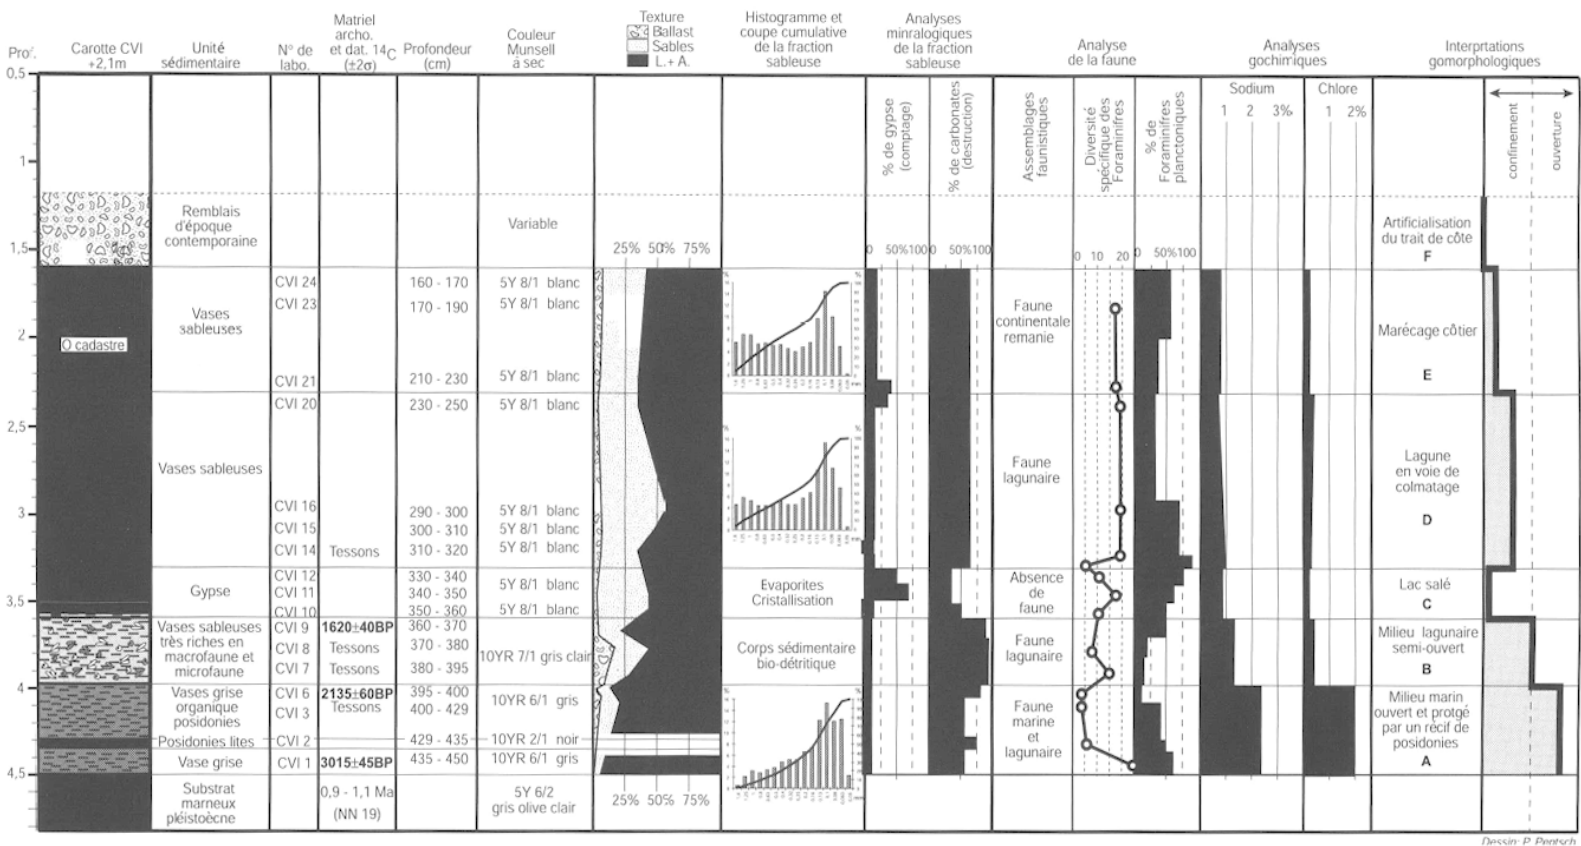 Prof.
Carotte CVI
+2,1m
Unité
sédimentaire
N° de
labo.
Matriel
archo.
et dat. 14C
(±2σ)
Profondeur
(cm)
Couleur
Munsell
à sec
Texture
Ballast
Sables
L.+ A.
Histogramme et
coupe cumulative
de la fraction
sableuse
Analyses
minralogiques
de la fraction
sableuse
Analyse
de la faune
Analyses
gochimiques
Interprtations
gomorphologiques
% de gypse
(comptage)
% de carbonates
(destruction)
Assemblages
faunistiques
Diversité
spécifique des
Foraminifres
% de
Foraminifres
planctoniques
Sodium
1 2 3%
Chlore
1 2%
confinement
ouverture
0,5
1
1,5
2
2,5
3
3,5
4
4,5
25% 50% 75%
0 50%100
0 50%100
0 10 20
0 50%100
Remblais
d'époque
contemporaine
Variable
Artificialisation
du trait de côte
F
O cadastre
Vases
sableuses
CVI 24 160 - 170 5Y 8/1 blanc
CVI 23 170 - 190 5Y 8/1 blanc
CVI 21 210 - 230 5Y 8/1 blanc
Faune
continentale
remanie
Marécage côtier
E
Vases sableuses
CVI 20 230 - 250 5Y 8/1 blanc
CVI 16 290 - 300 5Y 8/1 blanc
CVI 15 300 - 310 5Y 8/1 blanc
CVI 14 Tessons 310 - 320 5Y 8/1 blanc
Faune
lagunaire
Lagune
en voie de
colmatage
D
Gypse
CVI 12 330 - 340
CVI 11 340 - 350 5Y 8/1 blanc
CVI 10 350 - 360 5Y 8/1 blanc
Evaporites
Cristallisation
Absence
de
faune
Lac salé
C
Vases sableuses
très riches en
macrofaune et
microfaune
CVI 9 1620±40BP 360 - 370
CVI 8 Tessons 370 - 380
CVI 7 Tessons 380 - 395
10YR 7/1 gris clair
Corps sédimentaire
bio-détritique
Faune
lagunaire
Milieu lagunaire
semi-ouvert
B
Vases grise
organique
posidonies
CVI 6 2135±60BP 395 - 400
Tessons
CVI 3 400 - 429
10YR 6/1 gris
Posidonies lites CVI 2 429 - 435 10YR 2/1 noir
Vase grise CVI 1 3015±45BP 435 - 450 10YR 6/1 gris
Faune
marine
et
lagunaire
Milieu marin
ouvert et protgé
par un récif de
posidonies
A
Substrat
marneux
pléistoècne
0,9 - 1,1 Ma
(NN 19)
5Y 6/2
gris olive clair
25% 50% 75%
Dessin: P. Pentsch